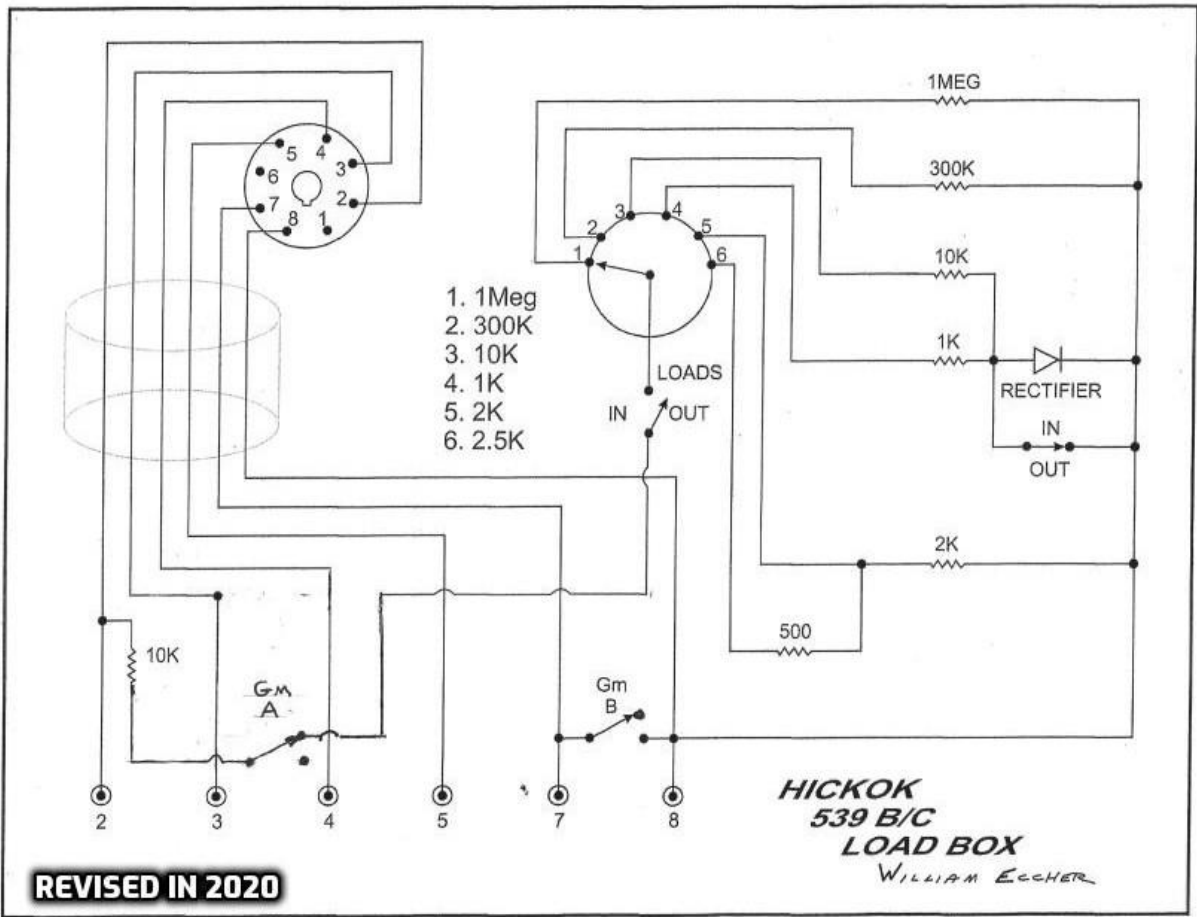 5
4
3
6
2
7
8
1
1MEG
300K
10K
1K
RECTIFIER
IN
OUT
2K
500
1
2
3
4
5
6
LOADS
IN
OUT
1. 1Meg
2. 300K
3. 10K
4. 1K
5. 2K
6. 2.5K
10K
GM
A
Gm
B
2
3
4
5
7
8
HICKOK
539 B/C
LOAD BOX
WILLIAM ECCHER
REVISED IN 2020